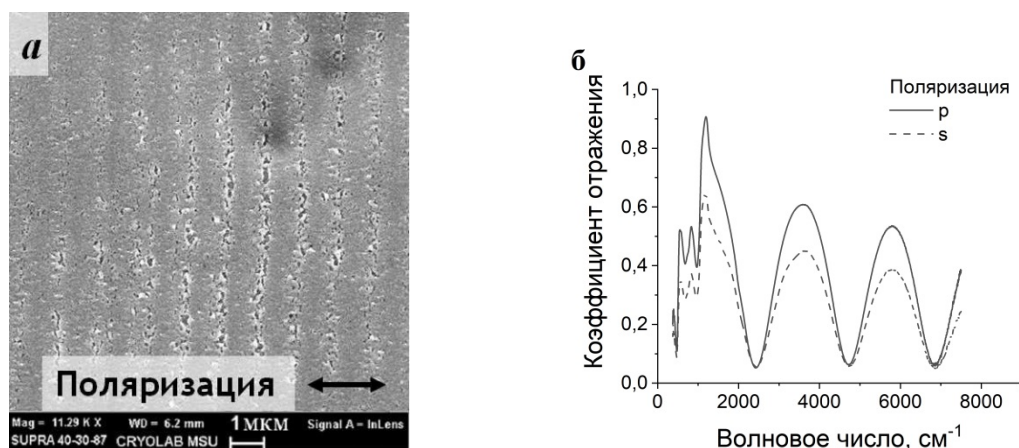 а
Поляризация
Mag = 11.29 K X WD = 6.2 mm 1 МКМ Signal A = InLens
SUPRA 40-30-87 CRYOLAB MSU
б
Коэффициент отражения
1,0
0,8
0,6
0,4
0,2
0,0
Поляризация
p
s
0 2000 4000 6000 8000
Волновое число, см⁻¹